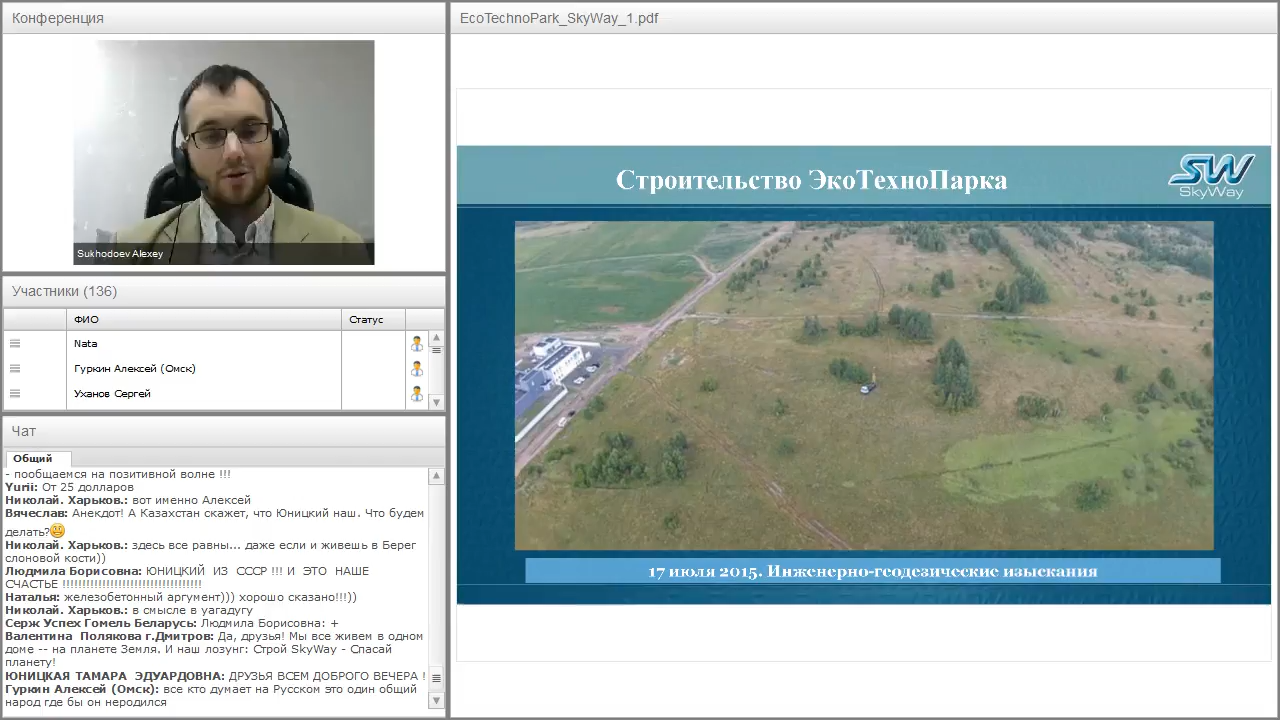 Конференция
Sukhodoev Alexey
Участники (136)
ФИО
Статус
Nata
Гуркин Алексей (Омск)
Уханов Сергей
Чат
Общий
- пообщаемся на позитивной волне !!!
Yurii: От 25 долларов
Николай. Харьков.: вот именно Алексей
Вячеслав: Анекдот! А Казахстан скажет, что Юницкий наш. Что будем
делать?
Николай. Харьков.: здесь все равны... даже если и живешь в Берег
слоновой кости))
Людмила Борисовна: ЮНИЦКИЙ ИЗ СССР !!! И ЭТО НАШЕ
СЧАСТЬЕ !!!!!!!!!!!!!!!!!!!!!!!!!!!!!!!!!!!
Наталья: железобетонный аргумент))) хорошо сказано!!!))
Николай. Харьков.: в смысле в уагадугу
Серж Успех Гомель Беларусь: Людмила Борисовна: +
Валентина Полякова г.Дмитров: Да, друзья! Мы все живем в одном
доме -- на планете Земля. И наш лозунг: Строй SkyWay - Спасай
планету!
ЮНИЦКАЯ ТАМАРА ЭДУАРДОВНА: ДРУЗЬЯ ВСЕМ ДОБРОГО ВЕЧЕРА !
Гуркин Алексей (Омск): все кто думает на Русском это один общий
народ где бы он неродился
EcoTechnoPark_SkyWay_1.pdf
Строительство ЭкоТехноПарка
SW
SkyWay
17 июля 2015. Инженерно-геодезические изыскания